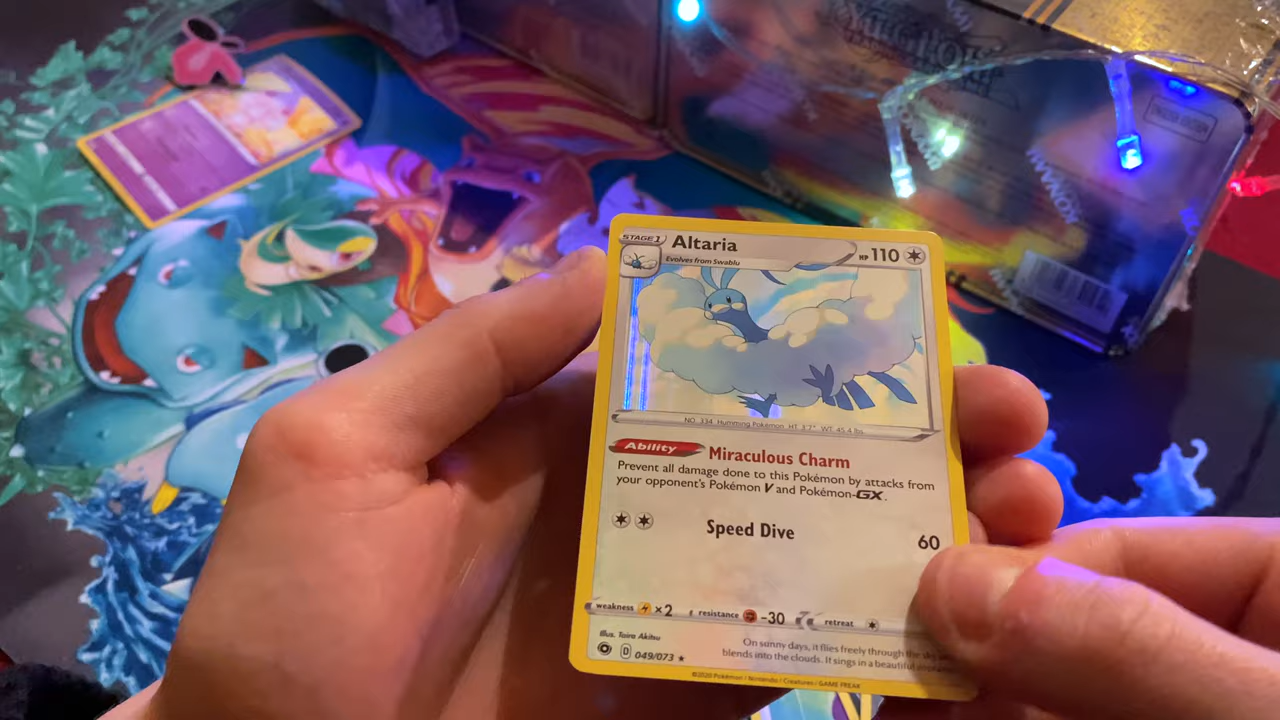 STAGE 1
Altaria
HP 110
Evolves from Swablu
NO. 334 Humming Pokémon HT: 3'7" WT: 45.4 lbs.
Ability Miraculous Charm
Prevent all damage done to this Pokémon by attacks from
your opponent's Pokémon V and Pokémon-GX.
Speed Dive
60
weakness ×2 resistance -30 retreat
Illus. Taira Akitsu
D 049/073 ★
On sunny days, it flies freely through the sky
blends into the clouds. It sings in a beautiful
©2020 Pokémon / Nintendo / Creatures / GAME FREAK
KONAMI
KONAMI